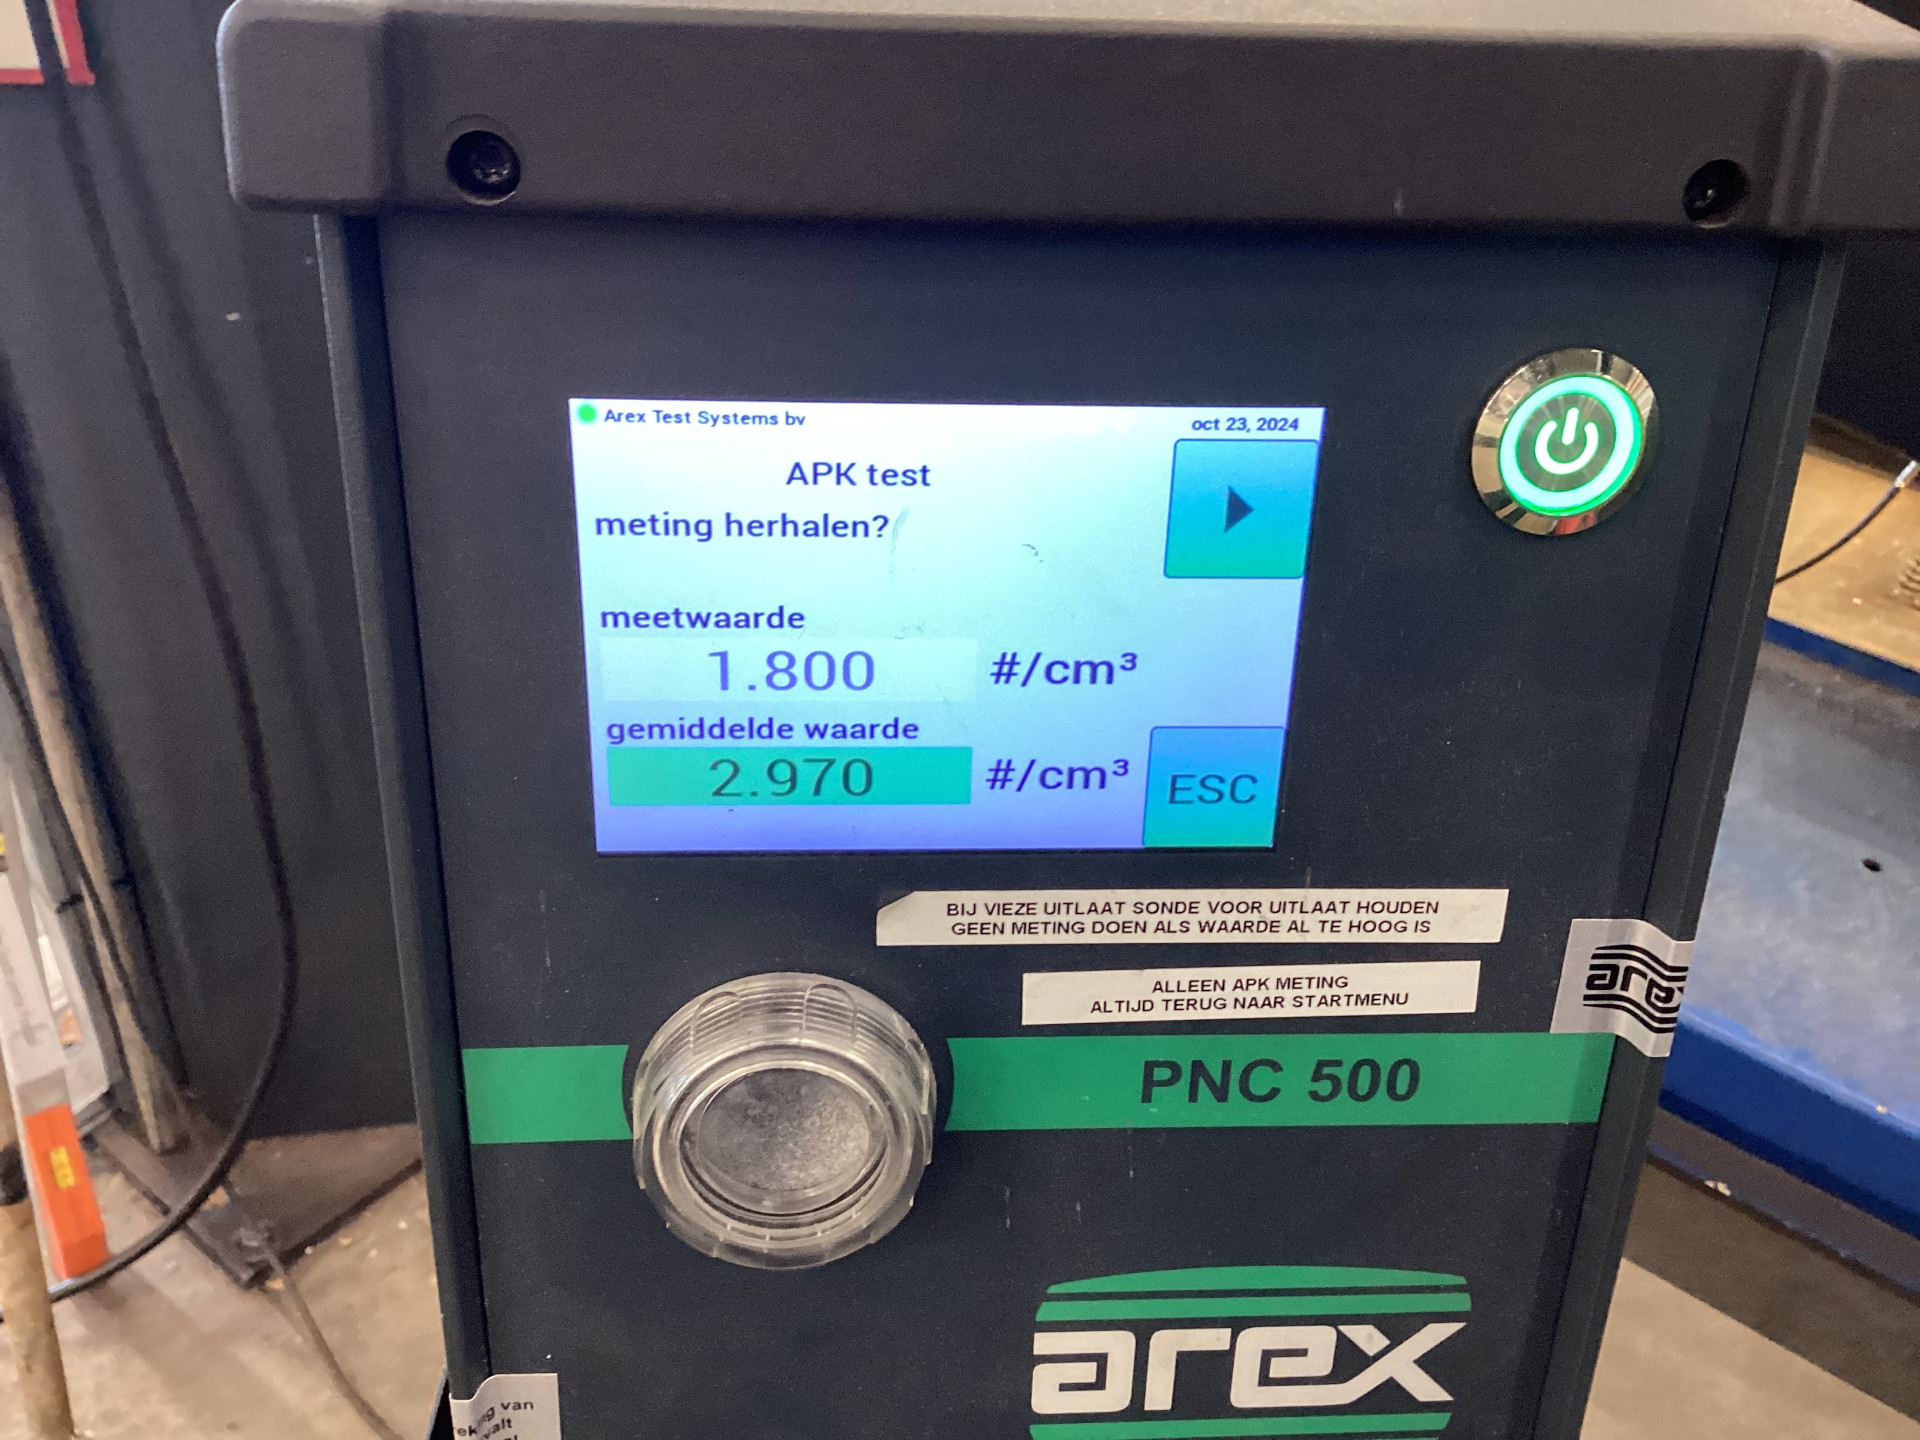 Arex Test Systems bv
oct 23, 2024
APK test
meting herhalen?
meetwaarde
1.800 #/cm³
gemiddelde waarde
2.970 #/cm³
ESC
BIJ VIEZE UITLAAT SONDE VOOR UITLAAT HOUDEN
GEEN METING DOEN ALS WAARDE AL TE HOOG IS
ALLEEN APK METING
ALTIJD TERUG NAAR STARTMENU
arex
PNC 500
arex
van